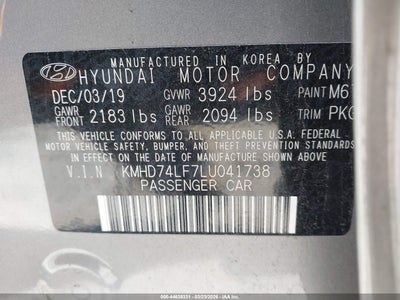 MANUFACTURED IN KOREA BY
HYUNDAI MOTOR COMPANY
DEC/03/19 GVWR 3924 lbs PAINT
GAWR FRONT 2183 lbs GAWR REAR 2094 lbs TRIM
THIS VEHICLE CONFORMS TO ALL APPLICABLE U.S.A. FEDERAL
MOTOR VEHICLE SAFETY, BUMPER, AND THEFT PREVENTION
STANDARDS IN EFFECT ON THE DATE OF MANUFACTURE SHOWN ABOVE.
V.I.N KMHD74LF7LU041738
PASSENGER CAR